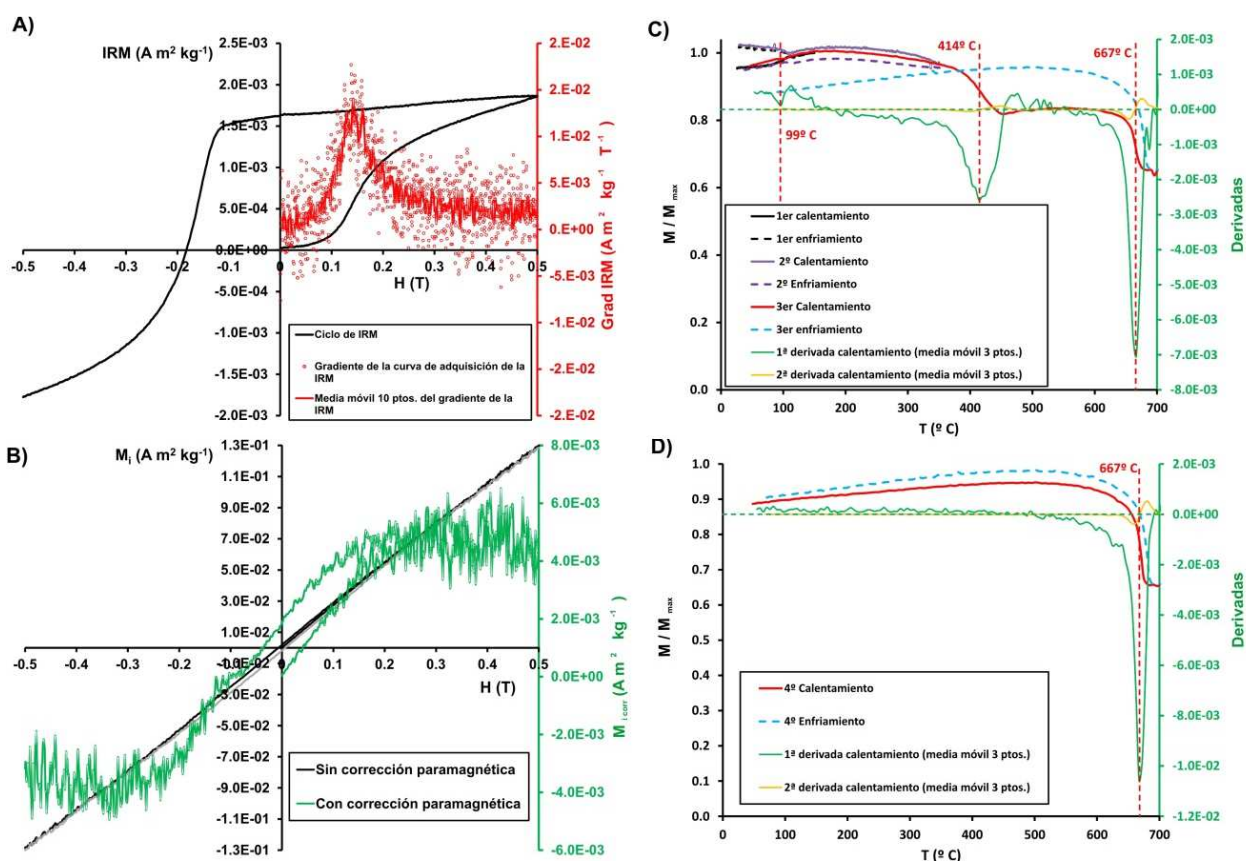 A)
IRM (A m² kg⁻¹)
2.5E-03
2.0E-03
1.5E-03
1.0E-03
5.0E-04
0.0E+00
-5.0E-04
-1.0E-03
-1.5E-03
-2.0E-03
-0.5 -0.4 -0.3 -0.2 -0.1 0 0.1 0.2 0.3 0.4 0.5
H (T)
2.E-02
2.E-02
1.E-02
5.E-03
0.E+00
-5.E-03
-1.E-02
-2.E-02
-2.E-02
Grad IRM (A m² kg⁻¹ T⁻¹)
Ciclo de IRM
Gradiente de la curva de adquisición de la
IRM
Media móvil 10 ptos. del gradiente de la
IRM
B)
Mᵢ (A m² kg⁻¹)
1.3E-01
1.1E-01
9.0E-02
7.0E-02
5.0E-02
3.0E-02
1.0E-02
-1.0E-02
-3.0E-02
-5.0E-02
-7.0E-02
-9.0E-02
-1.1E-01
-1.3E-01
-0.5 -0.4 -0.3 -0.2 -0.1 0 0.1 0.2 0.3 0.4 0.5
H (T)
8.0E-03
6.0E-03
4.0E-03
2.0E-03
0.0E+00
-2.0E-03
-4.0E-03
-6.0E-03
M i corr (A m² kg⁻¹)
Sin corrección paramagnética
Con corrección paramagnética
C)
414º C
667º C
99º C
M / M max
1.0
0.8
0.6
0.4
0.2
0.0
0 100 200 300 400 500 600 700
T (º C)
2.0E-03
1.0E-03
0.0E+00
-1.0E-03
-2.0E-03
-3.0E-03
-4.0E-03
-5.0E-03
-6.0E-03
-7.0E-03
-8.0E-03
Derivadas
1er calentamiento
1er enfriamiento
2º Calentamiento
2º Enfriamiento
3er Calentamiento
3er enfriamiento
1ª derivada calentamiento (media móvil 3 ptos.)
2ª derivada calentamiento (media móvil 3 ptos.)
D)
667º C
M / M max
1.0
0.9
0.8
0.7
0.6
0.5
0.4
0.3
0.2
0.1
0.0
0 100 200 300 400 500 600 700
T (º C)
2.0E-03
0.0E+00
-2.0E-03
-4.0E-03
-6.0E-03
-8.0E-03
-1.0E-02
-1.2E-02
Derivadas
4º Calentamiento
4º Enfriamiento
1ª derivada calentamiento (media móvil 3 ptos.)
2ª derivada calentamiento (media móvil 3 ptos.)